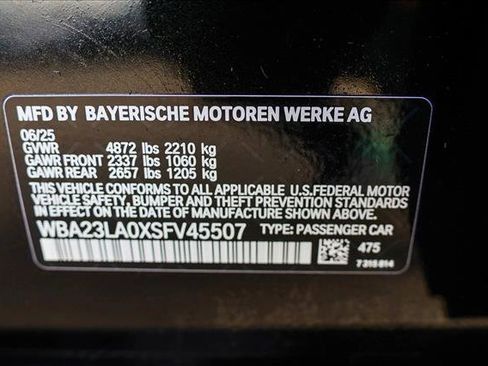 MFD BY BAYERISCHE MOTOREN WERKE AG
06/25
GVWR 4872 lbs 2210 kg
GAWR FRONT 2337 lbs 1060 kg
GAWR REAR 2657 lbs 1205 kg
THIS VEHICLE CONFORMS TO ALL APPLICABLE U.S.FEDERAL MOTOR
VEHICLE SAFETY, BUMPER AND THEFT PREVENTION STANDARDS
IN EFFECT ON THE DATE OF MANUFACTURE SHOWN ABOVE.
WBA23LA0XSFV45507 TYPE: PASSENGER CAR
475
7 315 814